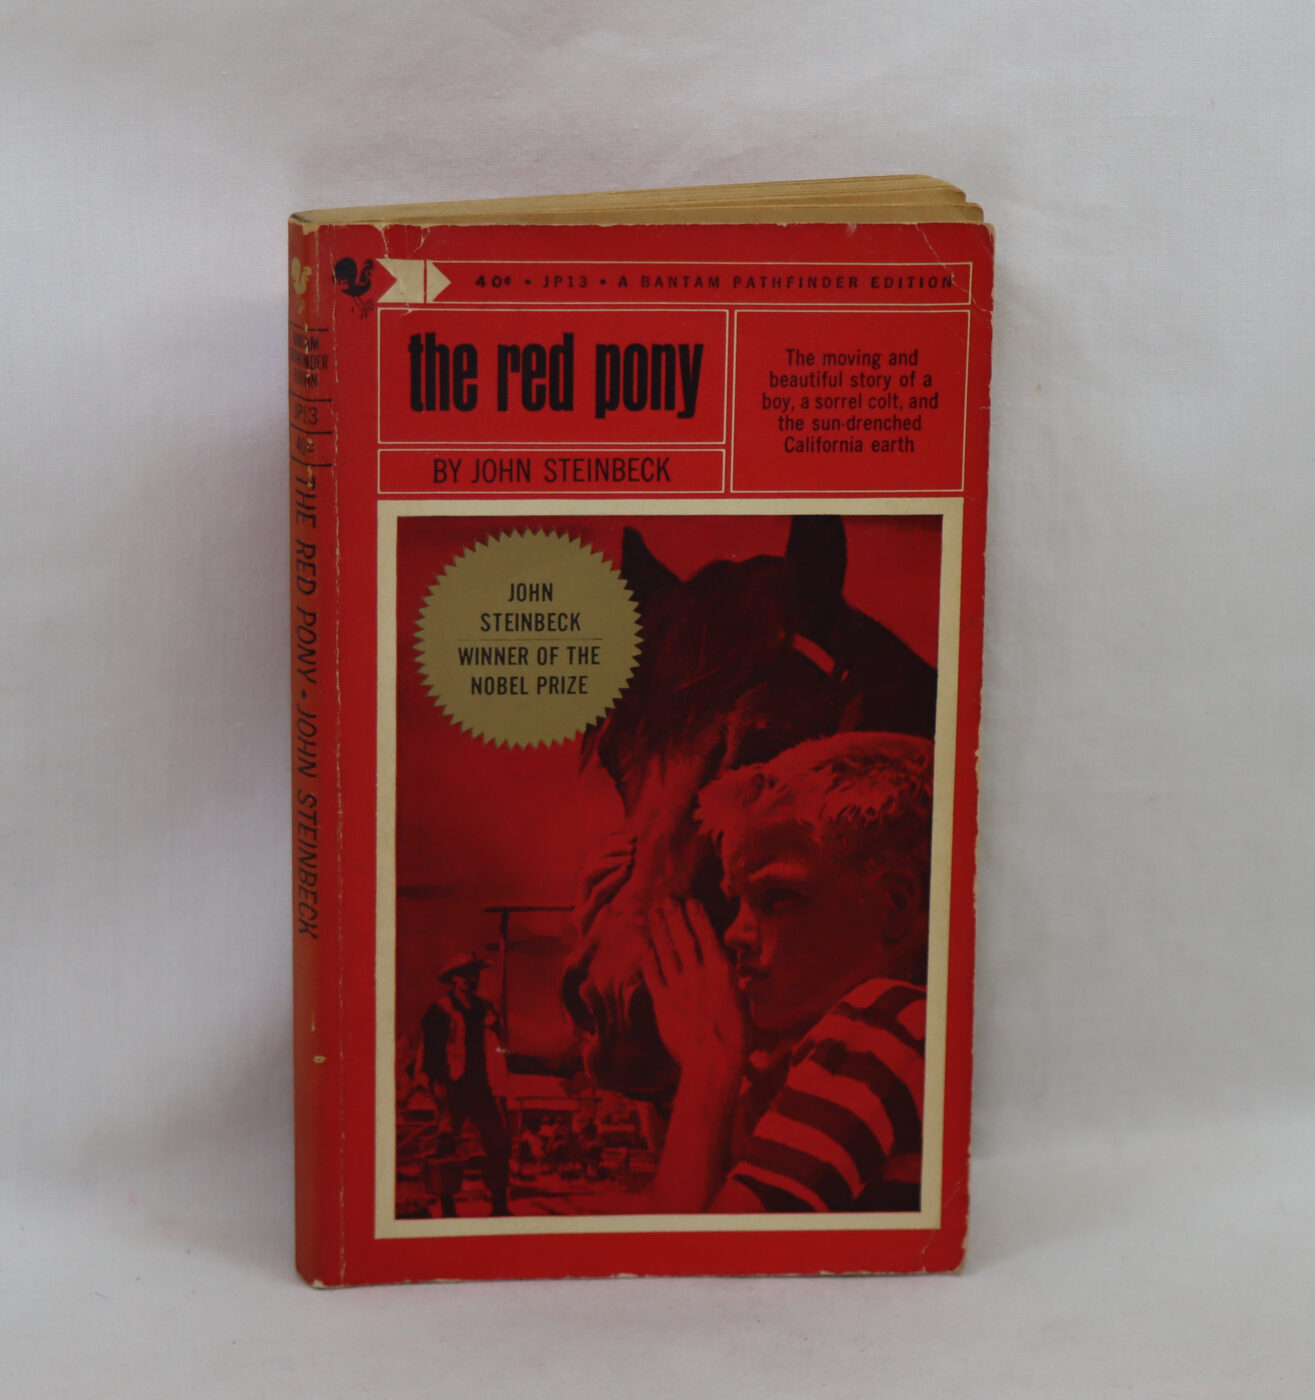 40¢ • JP13 • A BANTAM PATHFINDER EDITION
the red pony
BY JOHN STEINBECK
The moving and
beautiful story of a
boy, a sorrel colt, and
the sun-drenched
California earth
JOHN
STEINBECK
WINNER OF THE
NOBEL PRIZE
JP13
40¢
THE RED PONY • JOHN STEINBECK